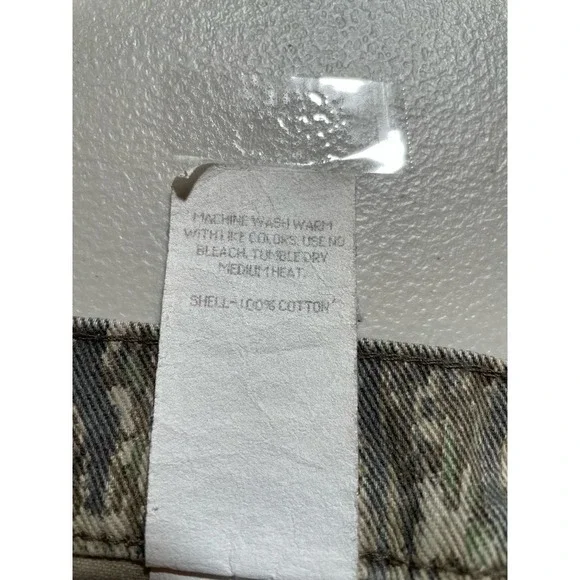 MACHINE WASH WARM
WITH LIKE COLORS. USE NO
BLEACH. TUMBLE DRY
MEDIUM HEAT.
SHELL-100% COTTON